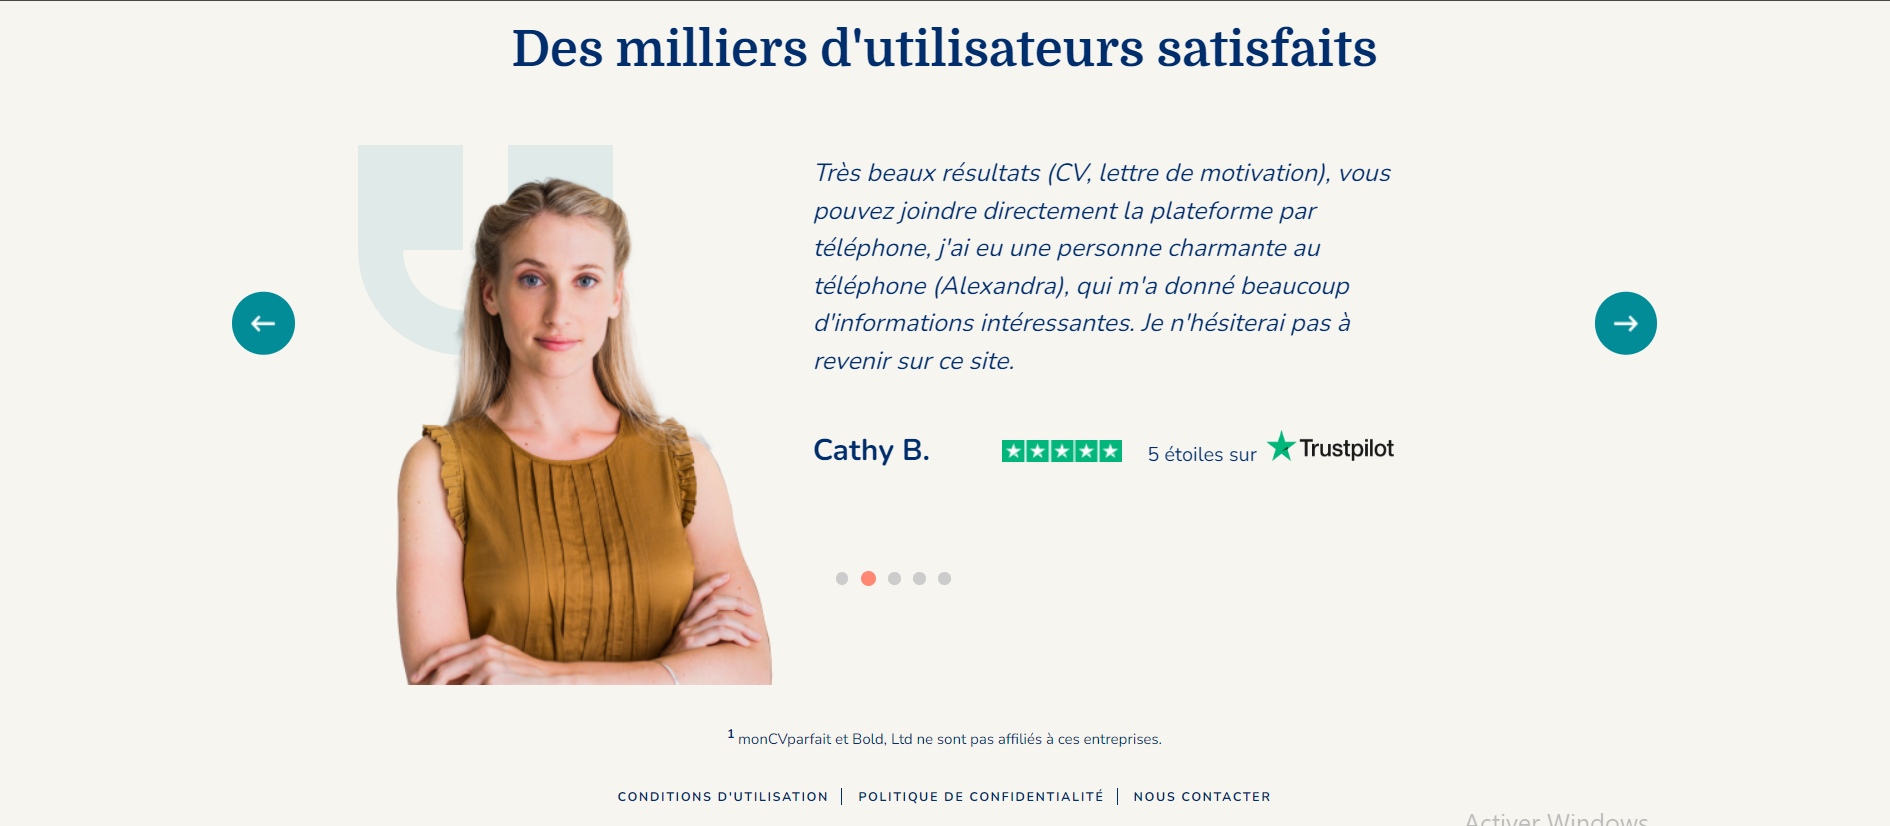 Des milliers d'utilisateurs satisfaits
Très beaux résultats (CV, lettre de motivation), vous
pouvez joindre directement la plateforme par
téléphone, j'ai eu une personne charmante au
téléphone (Alexandra), qui m'a donné beaucoup
d'informations intéressantes. Je n'hésiterai pas à
revenir sur ce site.
Cathy B. 5 étoiles sur Trustpilot
1 monCVparfait et Bold, Ltd ne sont pas affiliés à ces entreprises.
CONDITIONS D'UTILISATION | POLITIQUE DE CONFIDENTIALITÉ | NOUS CONTACTER
Activer Windows